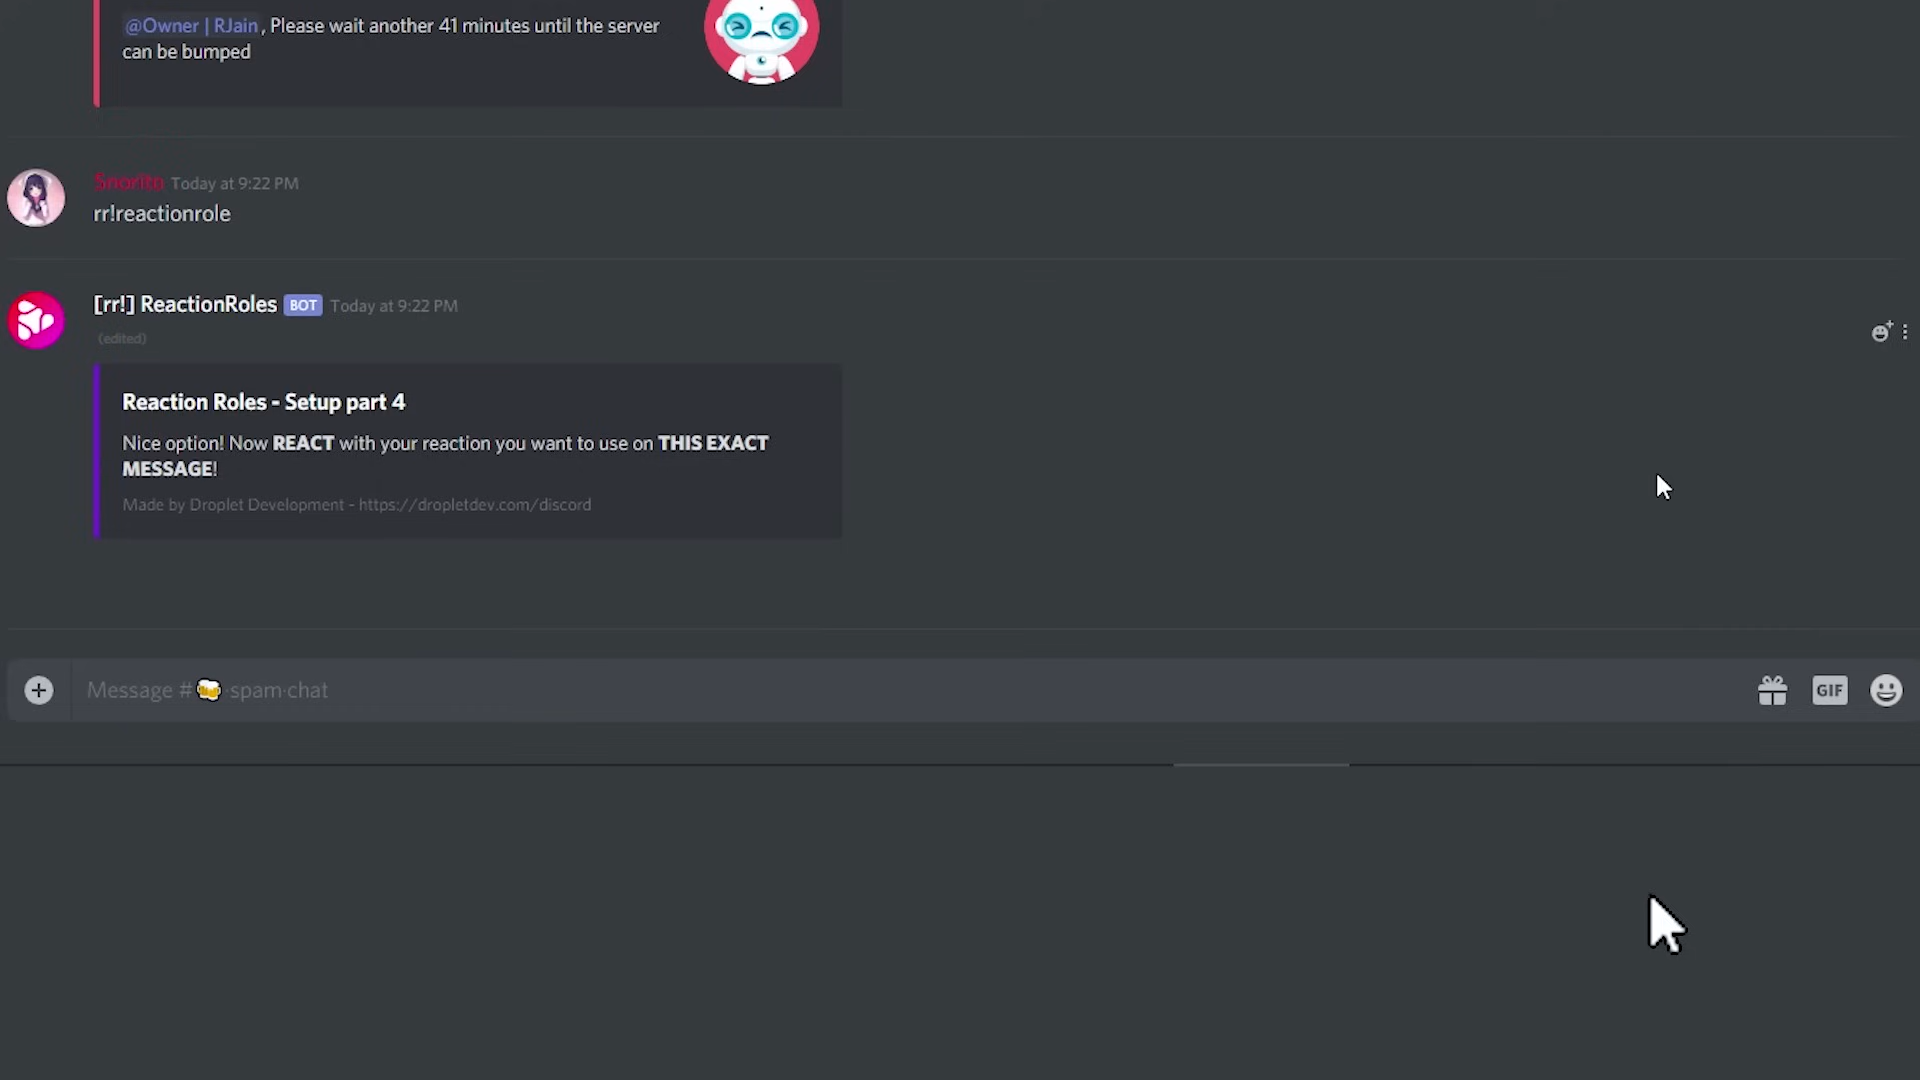 @Owner | RJain, Please wait another 41 minutes until the server
can be bumped
Snorito Today at 9:22 PM
rr!reactionrole
[rr!] ReactionRoles BOT Today at 9:22 PM
(edited)
Reaction Roles - Setup part 4
Nice option! Now REACT with your reaction you want to use on THIS EXACT
MESSAGE!
Made by Droplet Development - https://dropletdev.com/discord
Message #🍻·spam·chat
GIF